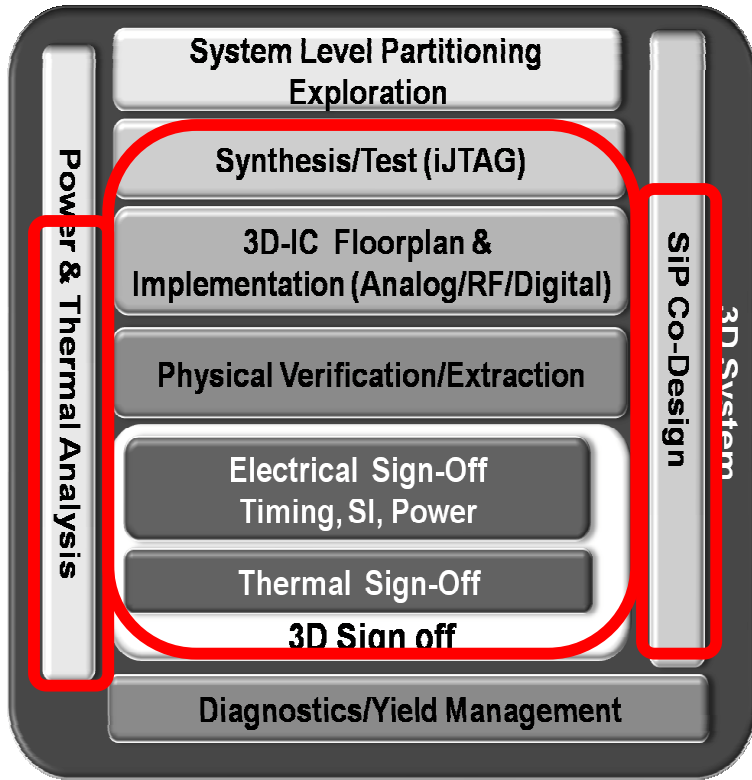 System Level Partitioning
Exploration
Synthesis/Test (iJTAG)
3D-IC Floorplan &
Implementation (Analog/RF/Digital)
Physical Verification/Extraction
Electrical Sign-Off
Timing, SI, Power
Thermal Sign-Off
3D Sign off
Diagnostics/Yield Management
Power & Thermal Analysis
SiP Co-Design
3D System